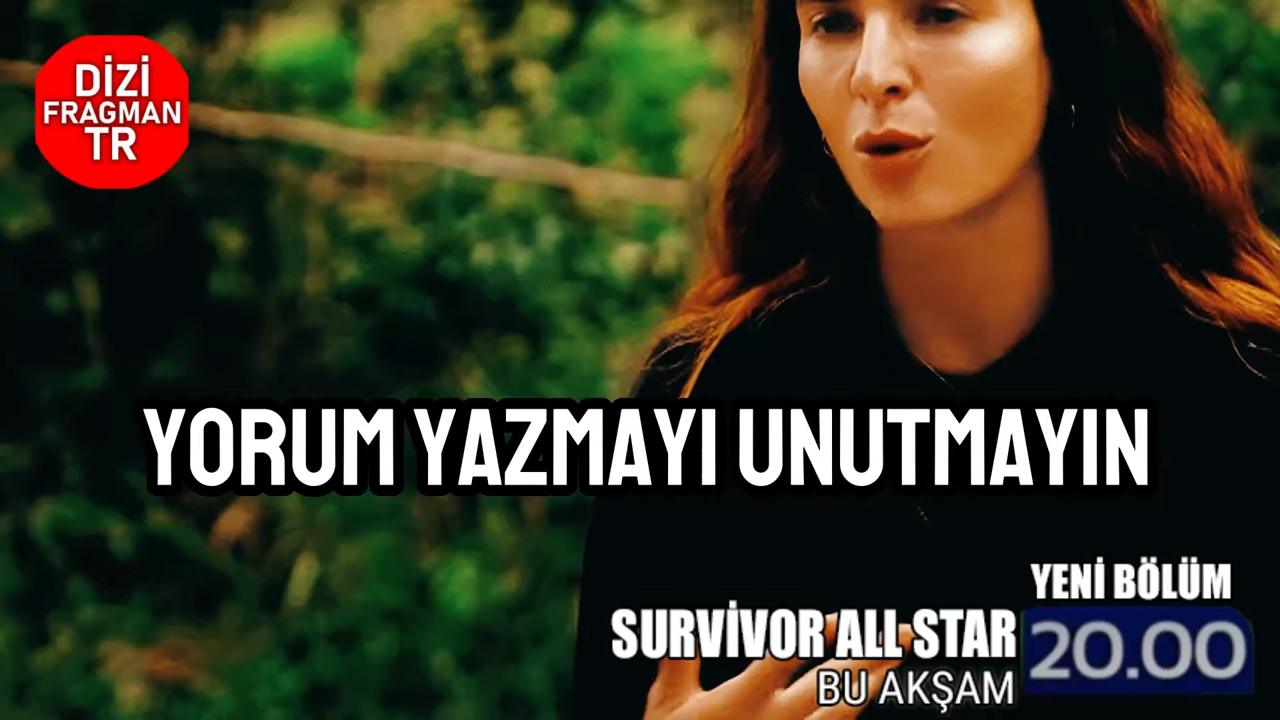 DİZİ
FRAGMAN
TR
YORUM YAZMAYI UNUTMAYIN
YENİ BÖLÜM
SURVİVOR ALL STAR 20.00
BU AKŞAM